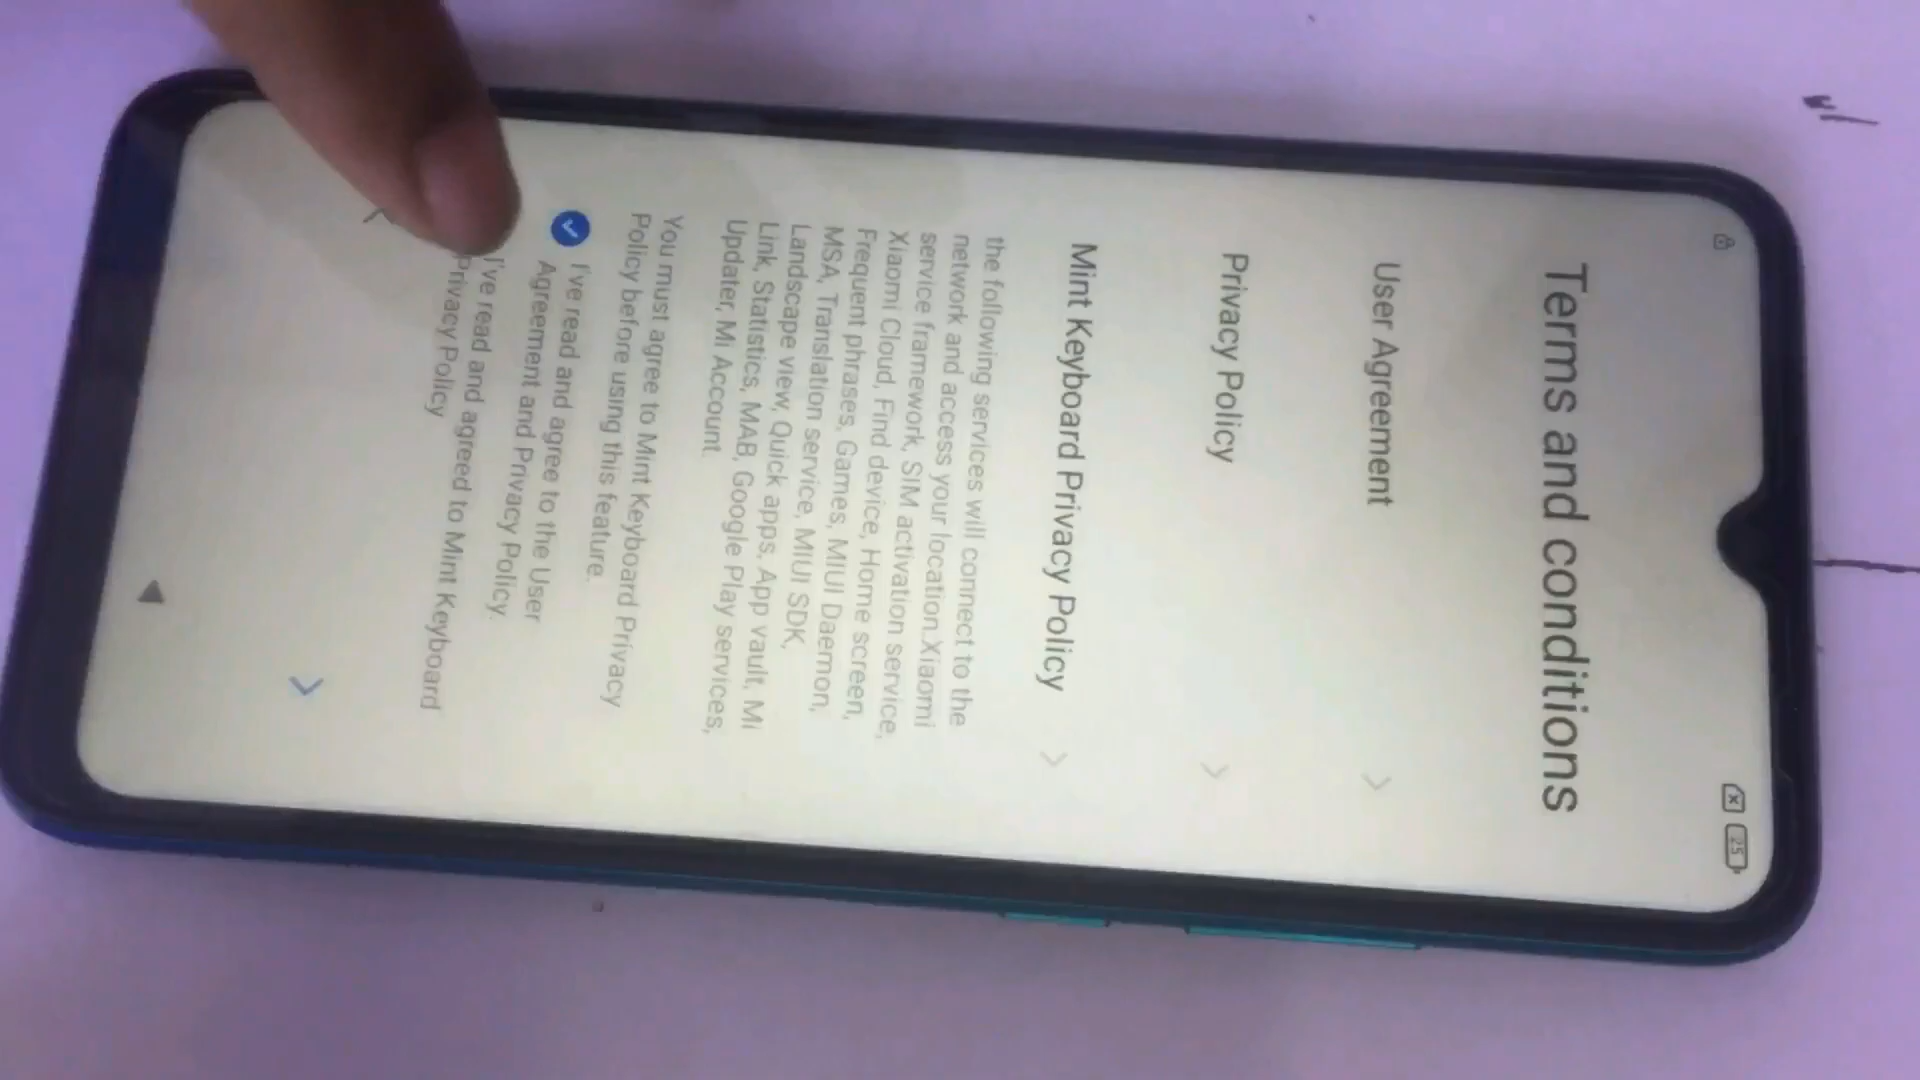 25
Terms and conditions
User Agreement
Privacy Policy
Mint Keyboard Privacy Policy
the following services will connect to the
network and access your location.Xiaomi
service framework, SIM activation service,
Xiaomi Cloud, Find device, Home screen,
Frequent phrases, Games, MIUI Daemon,
MSA, Translation service, MIUI SDK,
Landscape view, Quick apps, App vault, Mi
Link, Statistics, MAB, Google Play services,
Updater, Mi Account.
You must agree to Mint Keyboard Privacy
Policy before using this feature.
I've read and agree to the User
Agreement and Privacy Policy.
I've read and agreed to Mint Keyboard
Privacy Policy